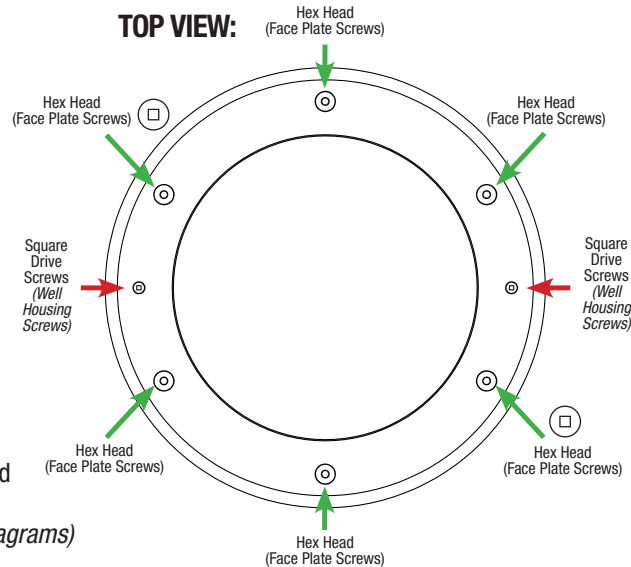 TOP VIEW:
Hex Head
(Face Plate Screws)
Hex Head
(Face Plate Screws)
Hex Head
(Face Plate Screws)
Square
Drive
Screws
(Well
Housing
Screws)
Square
Drive
Screws
(Well
Housing
Screws)
Hex Head
(Face Plate Screws)
Hex Head
(Face Plate Screws)
Hex Head
(Face Plate Screws)